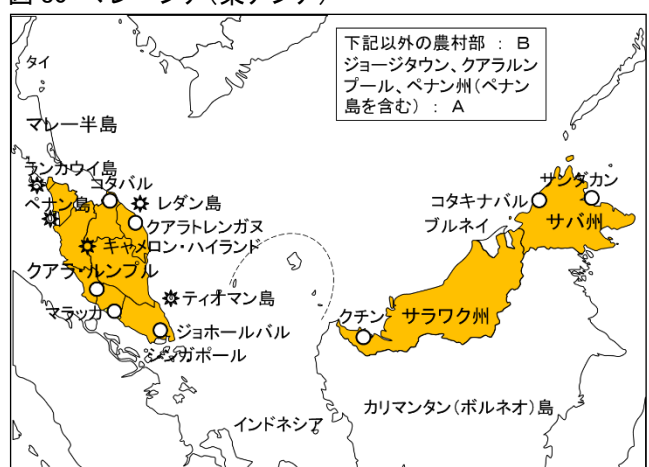 下記以外の農村部 : B
ジョージタウン、クアラルン
プール、ペナン州(ペナン
島を含む) : A
タイ
マレー半島
ランカウイ島
コタバル
レダン島
ペナン島
クアラトレンガヌ
キャメロン・ハイランド
クアラ・ルンプル
ティオマン島
マラッカ
ジョホールバル
シンガポール
インドネシア
サンダカン
コタキナバル
ブルネイ
サバ州
クチン
サラワク州
カリマンタン(ボルネオ)島